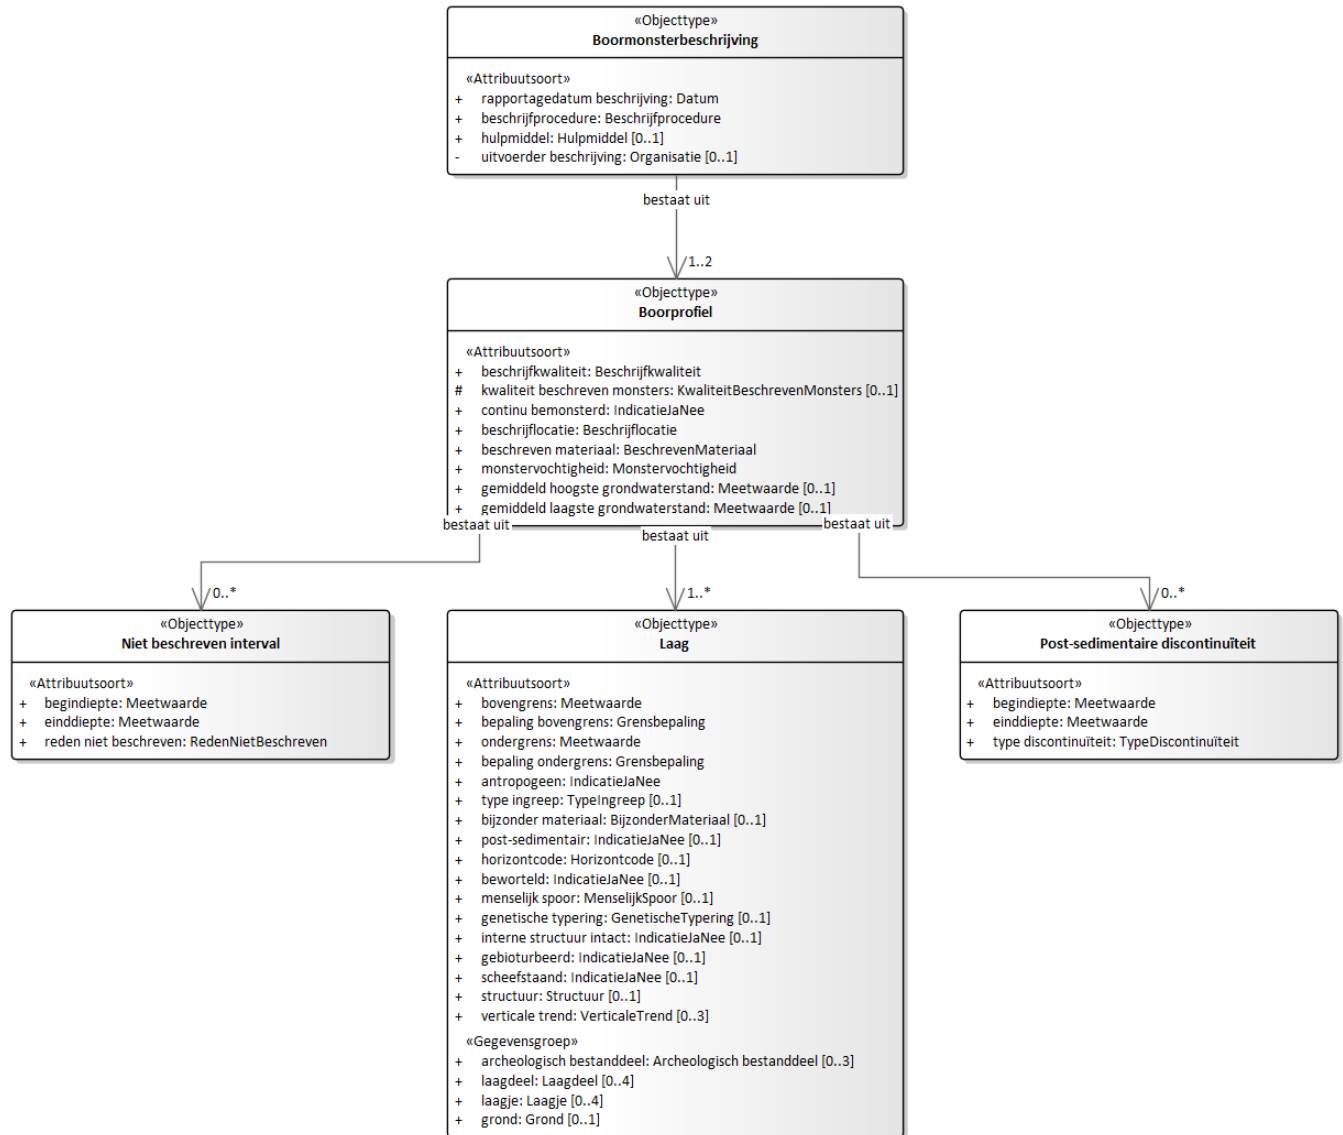 «Objecttype»
Boormonsterbeschrijving
«Attribuutsoort»
+ rapportagedatum beschrijving: Datum
+ beschrijfprocedure: Beschrijfprocedure
+ hulpmiddel: Hulpmiddel [0..1]
- uitvoerder beschrijving: Organisatie [0..1]
bestaat uit
1..2
«Objecttype»
Boorprofiel
«Attribuutsoort»
+ beschrijfkwaliteit: Beschrijfkwaliteit
# kwaliteit beschreven monsters: KwaliteitBeschrevenMonsters [0..1]
+ continu bemonsterd: IndicatieJaNee
+ beschrijflocatie: Beschrijflocatie
+ beschreven materiaal: BeschrevenMateriaal
+ monstervochtigheid: Monstervochtigheid
+ gemiddeld hoogste grondwaterstand: Meetwaarde [0..1]
+ gemiddeld laagste grondwaterstand: Meetwaarde [0..1]
bestaat uit
bestaat uit
bestaat uit
0..*
1..*
0..*
«Objecttype»
Niet beschreven interval
«Attribuutsoort»
+ begindiepte: Meetwaarde
+ einddiepte: Meetwaarde
+ reden niet beschreven: RedenNietBeschreven
«Objecttype»
Laag
«Attribuutsoort»
+ bovengrens: Meetwaarde
+ bepaling bovengrens: Grensbepaling
+ ondergrens: Meetwaarde
+ bepaling ondergrens: Grensbepaling
+ antropogeen: IndicatieJaNee
+ type ingreep: TypeIngreep [0..1]
+ bijzonder materiaal: BijzonderMateriaal [0..1]
+ post-sedimentair: IndicatieJaNee [0..1]
+ horizontcode: Horizontcode [0..1]
+ beworteld: IndicatieJaNee [0..1]
+ menselijk spoor: MenselijkSpoor [0..1]
+ genetische typering: GenetischeTypering [0..1]
+ interne structuur intact: IndicatieJaNee [0..1]
+ gebioturbeerd: IndicatieJaNee [0..1]
+ scheefstaand: IndicatieJaNee [0..1]
+ structuur: Structuur [0..1]
+ verticale trend: VerticaleTrend [0..3]
«Gegevensgroep»
+ archeologisch bestanddeel: Archeologisch bestanddeel [0..3]
+ laagdeel: Laagdeel [0..4]
+ laagje: Laagje [0..4]
+ grond: Grond [0..1]
«Objecttype»
Post-sedimentaire discontinuïteit
«Attribuutsoort»
+ begindiepte: Meetwaarde
+ einddiepte: Meetwaarde
+ type discontinuïteit: TypeDiscontinuïteit